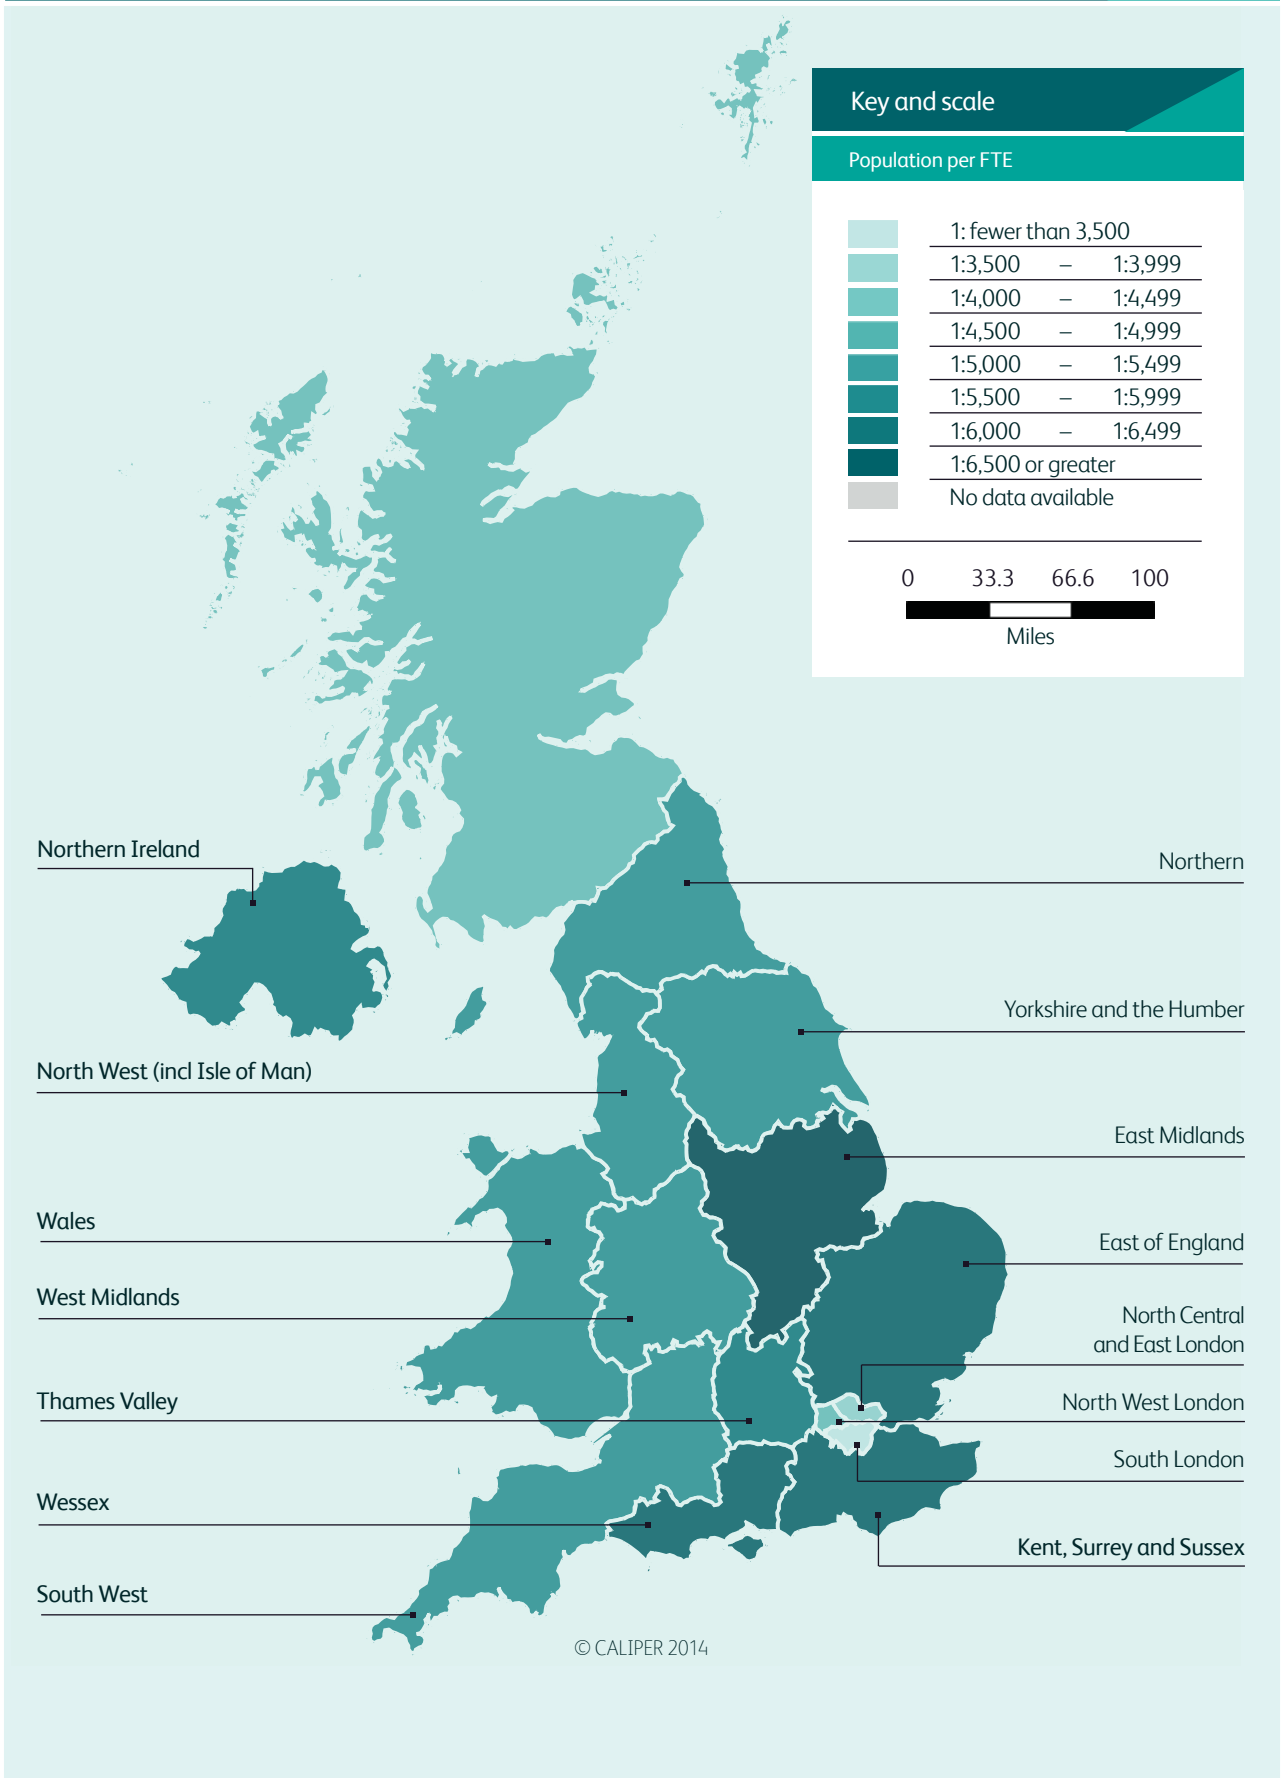 Key and scale
Population per FTE
1: fewer than 3,500
1:3,500 – 1:3,999
1:4,000 – 1:4,499
1:4,500 – 1:4,999
1:5,000 – 1:5,499
1:5,500 – 1:5,999
1:6,000 – 1:6,499
1:6,500 or greater
No data available
0 33.3 66.6 100
Miles
Northern Ireland
Northern
Yorkshire and the Humber
North West (incl Isle of Man)
East Midlands
Wales
East of England
West Midlands
North Central
and East London
Thames Valley
North West London
South London
Wessex
Kent, Surrey and Sussex
South West
© CALIPER 2014